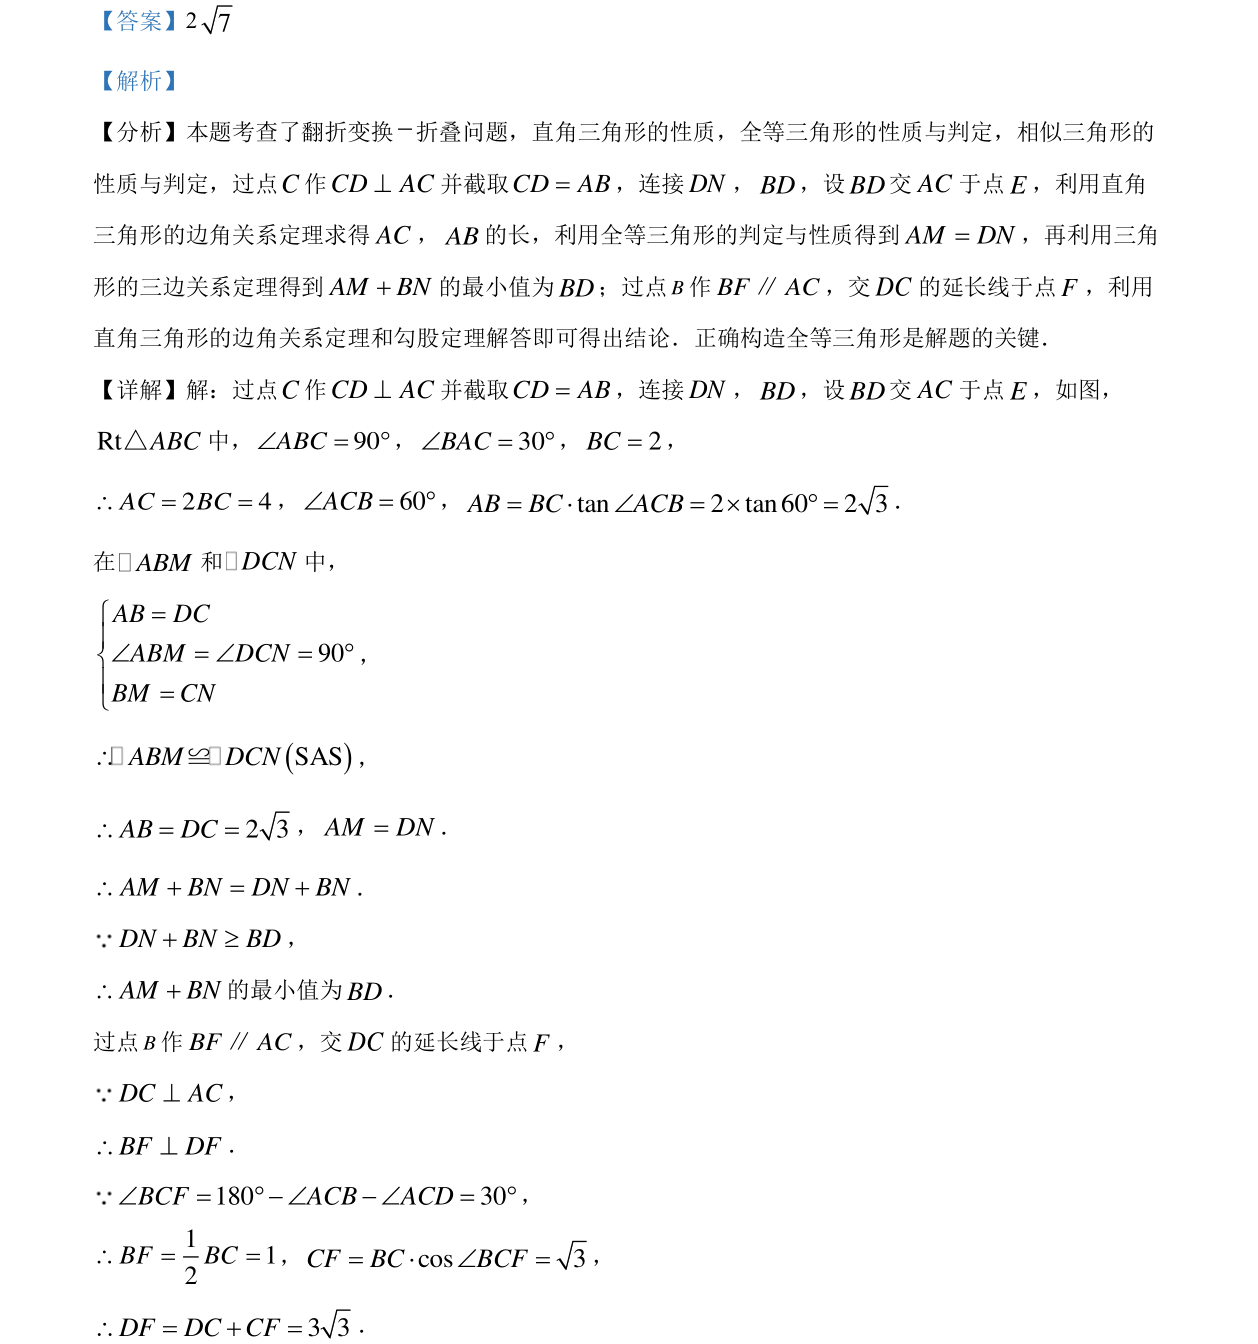 【答案】2√7
【解析】
【分析】本题考查了翻折变换－折叠问题，直角三角形的性质，全等三角形的性质与判定，相似三角形的
性质与判定，过点C作CD⊥AC并截取CD=AB，连接DN，BD，设BD交AC于点E，利用直角
三角形的边角关系定理求得AC，AB的长，利用全等三角形的判定与性质得到AM=DN，再利用三角
形的三边关系定理得到AM+BN的最小值为BD；过点B作BF∥AC，交DC的延长线于点F，利用
直角三角形的边角关系定理和勾股定理解答即可得出结论．正确构造全等三角形是解题的关键．
【详解】解：过点C作CD⊥AC并截取CD=AB，连接DN，BD，设BD交AC于点E，如图，
Rt△ABC中，∠ABC=90°，∠BAC=30°，BC=2，
∴AC=2BC=4，∠ACB=60°，AB=BC·tan∠ACB=2×tan60°=2√3．
在□ABM和□DCN中，
AB=DC
∠ABM=∠DCN=90°，
BM=CN
∴□ABM≌□DCN(SAS)，
∴AB=DC=2√3，AM=DN．
∴AM+BN=DN+BN．
∵DN+BN≥BD，
∴AM+BN的最小值为BD．
过点B作BF∥AC，交DC的延长线于点F，
∵DC⊥AC，
∴BF⊥DF．
∵∠BCF=180°−∠ACB−∠ACD=30°，
∴BF=1/2BC=1，CF=BC·cos∠BCF=√3，
∴DF=DC+CF=3√3．